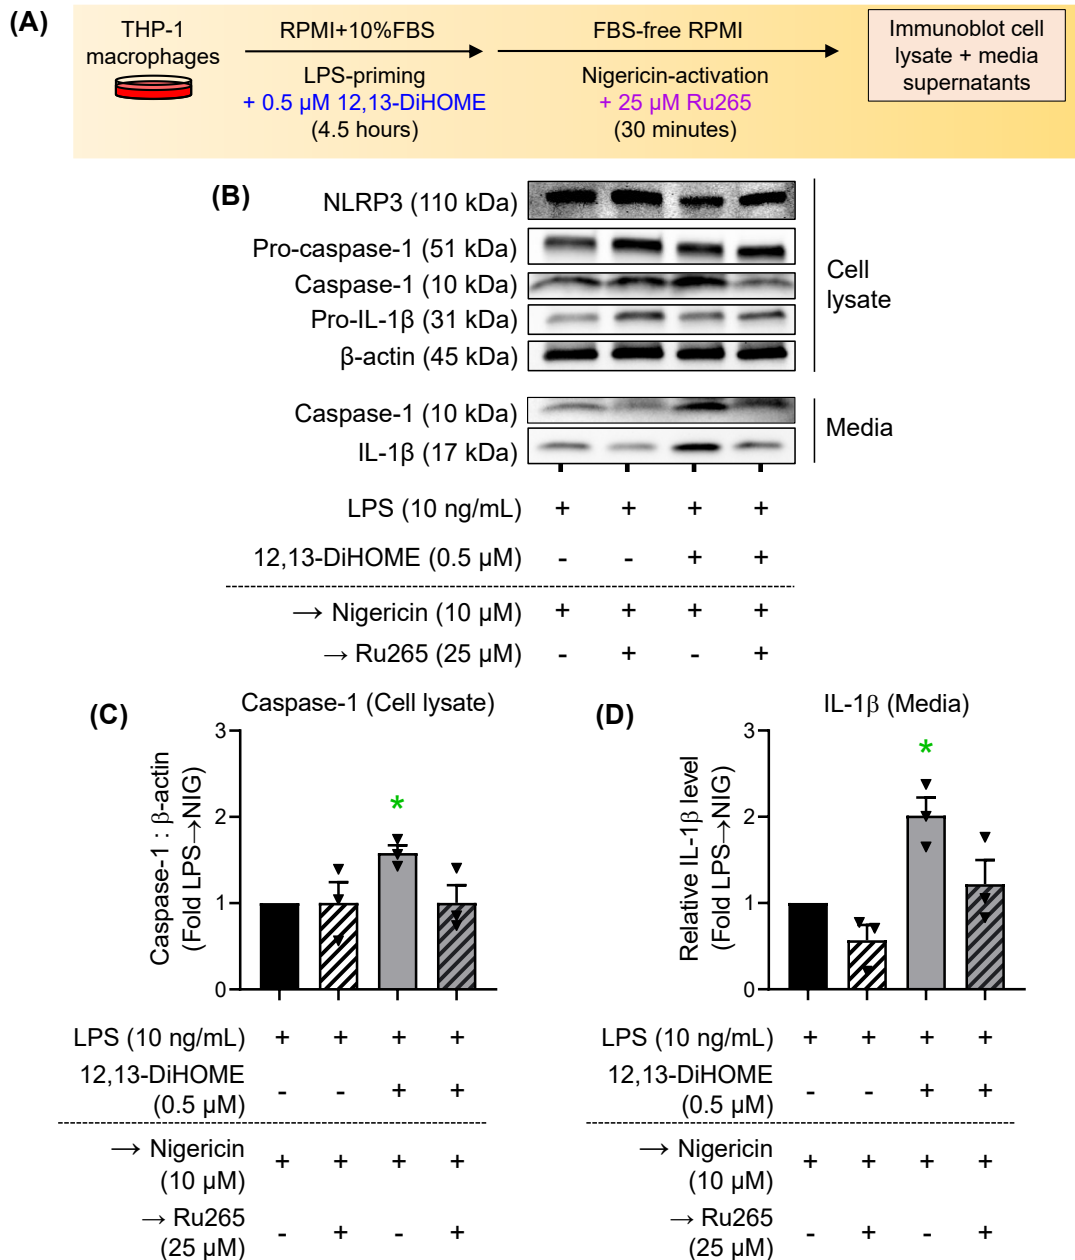 (A)
THP-1
macrophages
RPMI+10%FBS
LPS-priming
+ 0.5 µM 12,13-DiHOME
(4.5 hours)
FBS-free RPMI
Nigericin-activation
+ 25 µM Ru265
(30 minutes)
Immunoblot cell
lysate + media
supernatants
(B)
NLRP3 (110 kDa)
Pro-caspase-1 (51 kDa)
Caspase-1 (10 kDa)
Pro-IL-1β (31 kDa)
β-actin (45 kDa)
Cell
lysate
Caspase-1 (10 kDa)
IL-1β (17 kDa)
Media
LPS (10 ng/mL) + + + +
12,13-DiHOME (0.5 µM) - - + +
→ Nigericin (10 µM) + + + +
→ Ru265 (25 µM) - + - +
(C)
Caspase-1 (Cell lysate)
Caspase-1 : β-actin
(Fold LPS→NIG)
3
2
1
0
*
LPS (10 ng/mL) + + + +
12,13-DiHOME
(0.5 µM) - - + +
→ Nigericin
(10 µM) + + + +
→ Ru265
(25 µM) - + - +
(D)
IL-1β (Media)
Relative IL-1β level
(Fold LPS→NIG)
3
2
1
0
*
LPS (10 ng/mL) + + + +
12,13-DiHOME
(0.5 µM) - - + +
→ Nigericin
(10 µM) + + + +
→ Ru265
(25 µM) - + - +